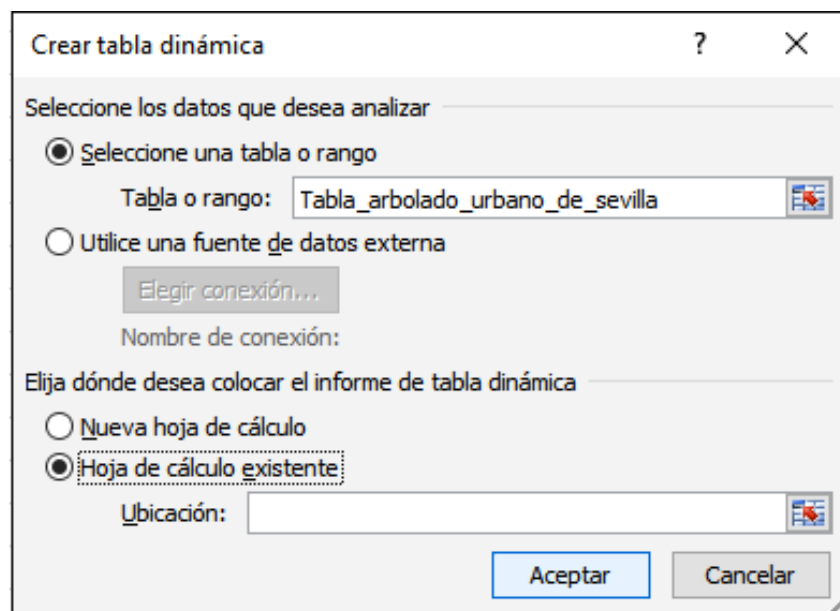 Crear tabla dinámica ?
Seleccione los datos que desea analizar
Seleccione una tabla o rango
Tabla o rango: Tabla_arbolado_urbano_de_sevilla
Utilice una fuente de datos externa
Elegir conexión...
Nombre de conexión:
Elija dónde desea colocar el informe de tabla dinámica
Nueva hoja de cálculo
Hoja de cálculo existente
Ubicación:
Aceptar Cancelar